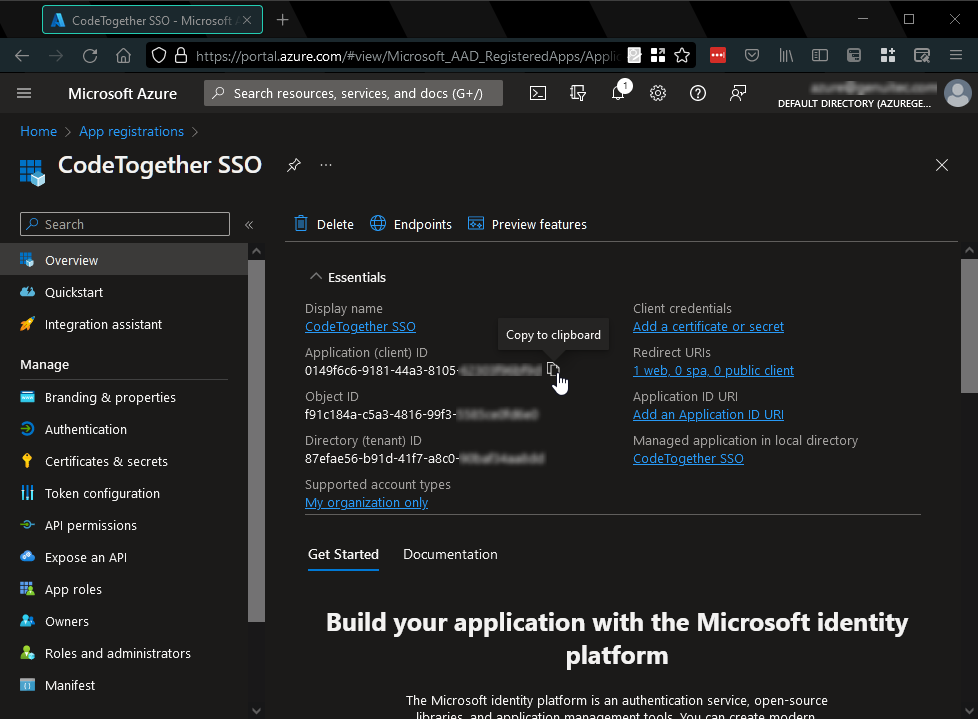 CodeTogether SSO - Microsoft A
https://portal.azure.com/#view/Microsoft_AAD_RegisteredApps/Applic
Microsoft Azure
Search resources, services, and docs (G+/)
1
DEFAULT DIRECTORY (AZUREGE...
Home > App registrations >
CodeTogether SSO
Search
«
Delete
Endpoints
Preview features
Overview
Quickstart
Integration assistant
Manage
Branding & properties
Authentication
Certificates & secrets
Token configuration
API permissions
Expose an API
App roles
Owners
Roles and administrators
Manifest
Essentials
Display name
CodeTogether SSO
Copy to clipboard
Application (client) ID
0149f6c6-9181-44a3-8105-
Object ID
f91c184a-c5a3-4816-99f3-
Directory (tenant) ID
87efae56-b91d-41f7-a8c0-
Supported account types
My organization only
Client credentials
Add a certificate or secret
Redirect URIs
1 web, 0 spa, 0 public client
Application ID URI
Add an Application ID URI
Managed application in local directory
CodeTogether SSO
Get Started
Documentation
Build your application with the Microsoft identity
platform
The Microsoft identity platform is an authentication service, open-source
libraries, and application management tools. You can create modern,